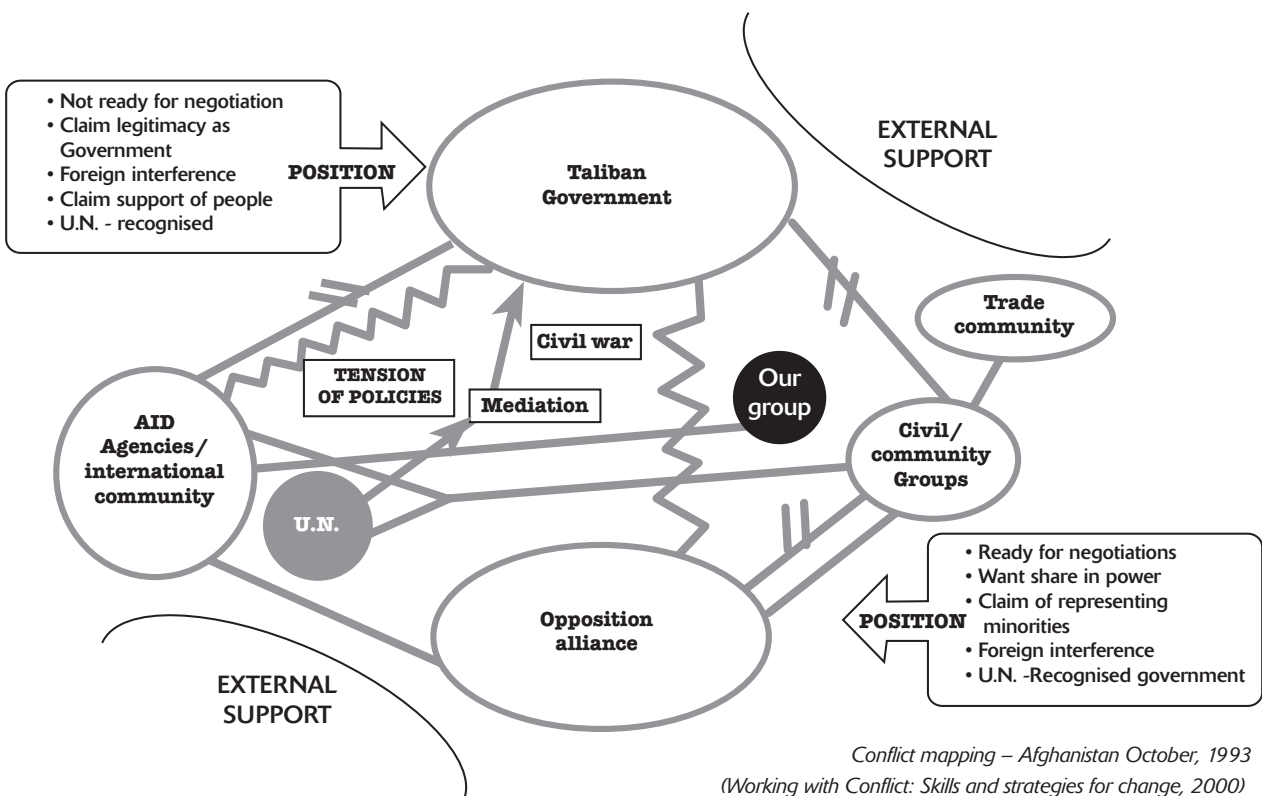 • Not ready for negotiation
• Claim legitimacy as
Government
• Foreign interference
• Claim support of people
• U.N. - recognised
POSITION
Taliban
Government
EXTERNAL
SUPPORT
Trade
community
Civil war
TENSION
OF POLICIES
Mediation
Our
group
AID
Agencies/
international
community
Civil/
community
Groups
U.N.
Opposition
alliance
POSITION
• Ready for negotiations
• Want share in power
• Claim of representing
minorities
• Foreign interference
• U.N. -Recognised government
EXTERNAL
SUPPORT
Conflict mapping – Afghanistan October, 1993
(Working with Conflict: Skills and strategies for change, 2000)